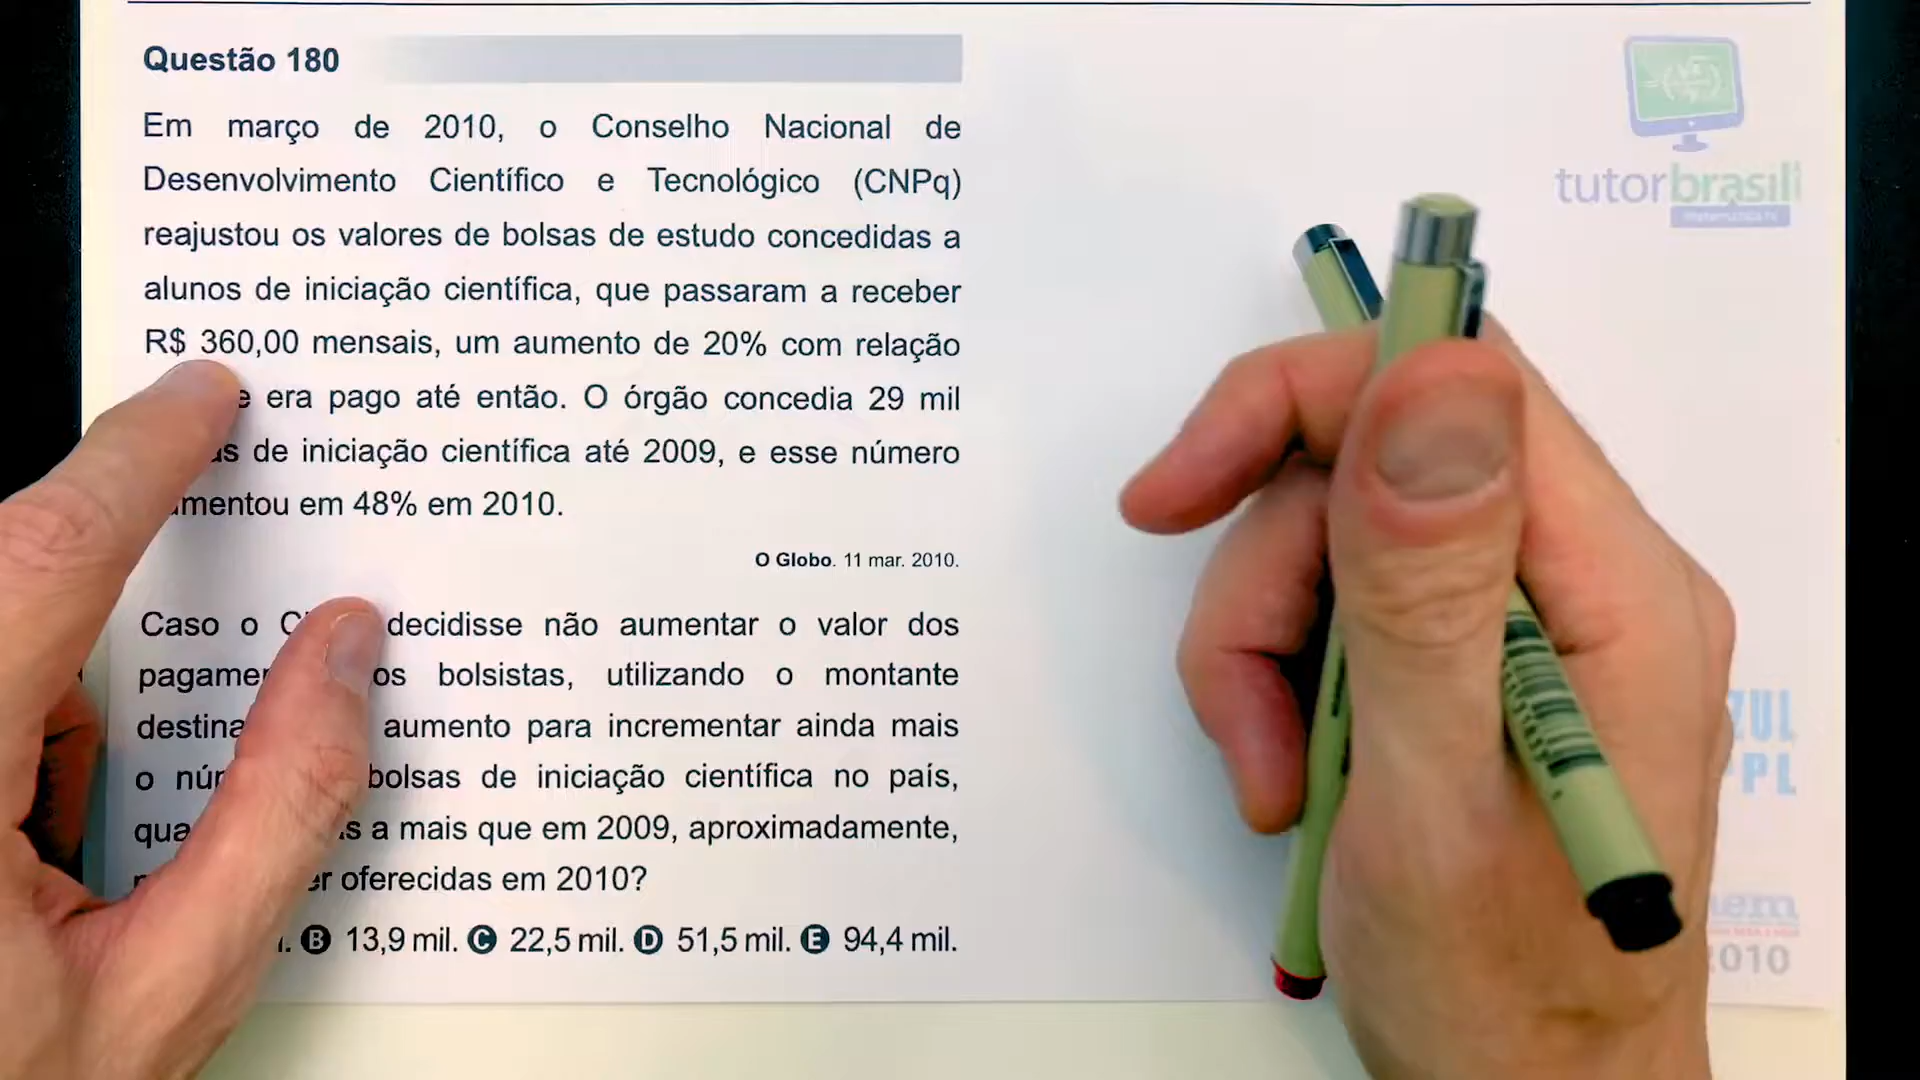 Questão 180
Em março de 2010, o Conselho Nacional de
Desenvolvimento Científico e Tecnológico (CNPq)
reajustou os valores de bolsas de estudo concedidas a
alunos de iniciação científica, que passaram a receber
R$ 360,00 mensais, um aumento de 20% com relação
era pago até então. O órgão concedia 29 mil
de iniciação científica até 2009, e esse número
mentou em 48% em 2010.
O Globo. 11 mar. 2010.
Caso o decidisse não aumentar o valor dos
bolsistas, utilizando o montante
aumento para incrementar ainda mais
o bolsas de iniciação científica no país,
a mais que em 2009, aproximadamente,
oferecidas em 2010?
B 13,9 mil. C 22,5 mil. D 51,5 mil. E 94,4 mil.
tutorbrasil
ZUL
PL
nem
2010